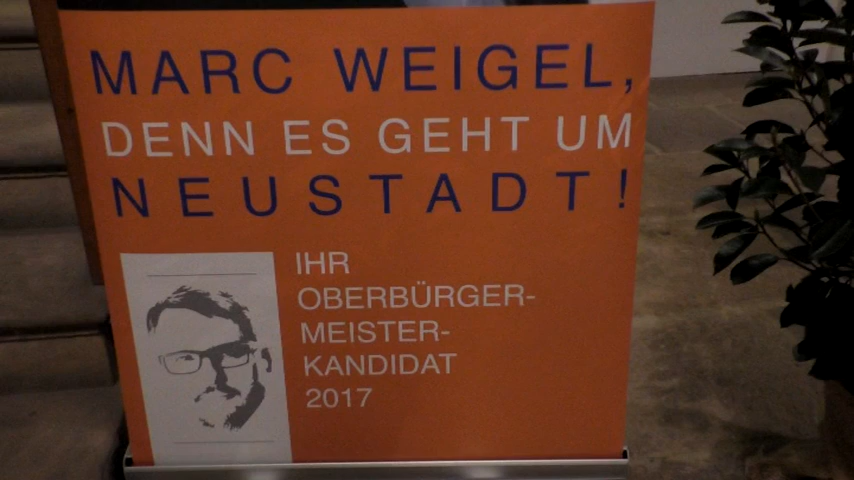 MARC WEIGEL,
DENN ES GEHT UM
NEUSTADT!
IHR
OBERBÜRGER-
MEISTER-
KANDIDAT
2017